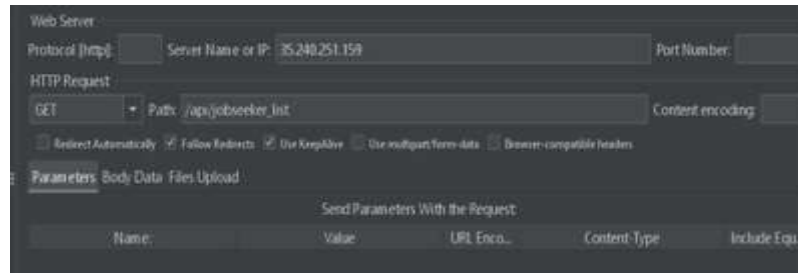 Web Server
Protocol [http]: Server Name or IP: 35.240.251.159 Port Number:
HTTP Request
GET Path: /api/jobseeker_list Content encoding:
Redirect Automatically Follow Redirects Use KeepAlive Use multipart/form-data Browser-compatible headers
Parameters Body Data Files Upload
Send Parameters With the Request:
Name: Value URL Enco... Content-Type Include Equ